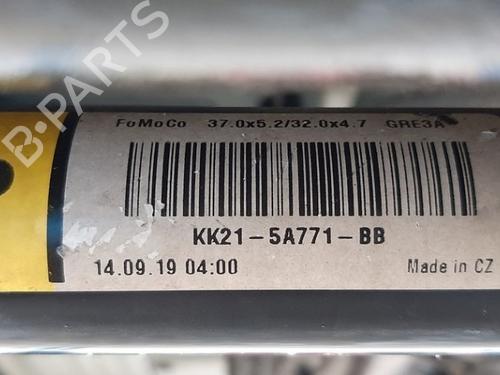 B-PARTS
FoMoCo 37.0x5.2/32.0x4.7 GRE3A
KK21-5A771-BB
14.09.19 04:00 Made in CZ